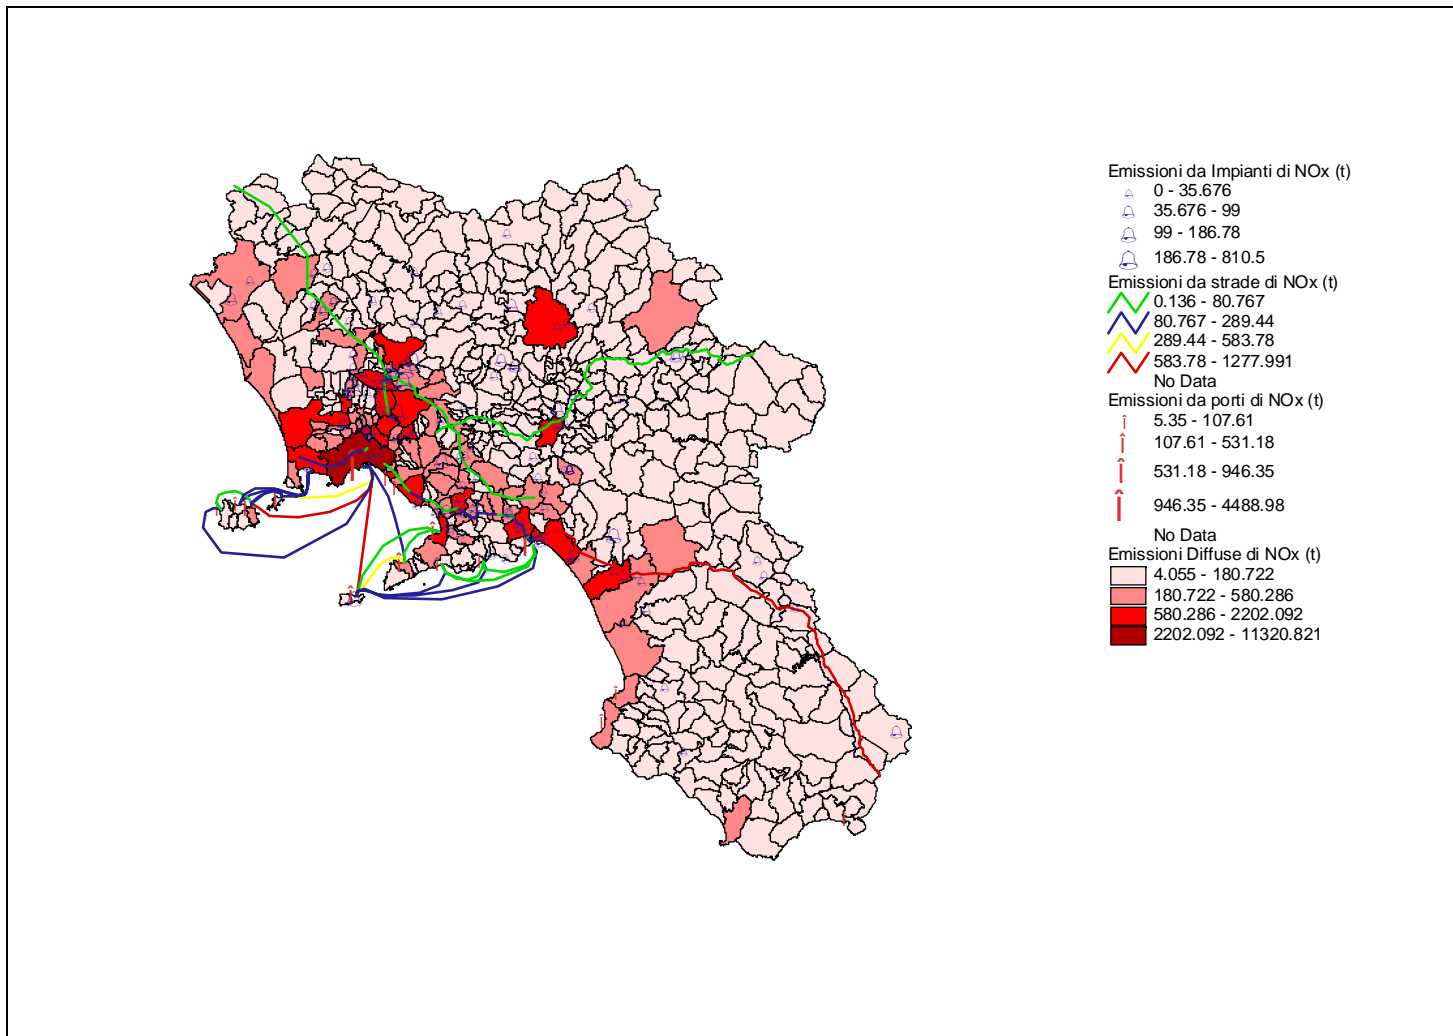 Emissioni da Impianti di NOx (t)
0 - 35.676
35.676 - 99
99 - 186.78
186.78 - 810.5
Emissioni da strade di NOx (t)
0.136 - 80.767
80.767 - 289.44
289.44 - 583.78
583.78 - 1277.991
No Data
Emissioni da porti di NOx (t)
5.35 - 107.61
107.61 - 531.18
531.18 - 946.35
946.35 - 4488.98
No Data
Emissioni Diffuse di NOx (t)
4.055 - 180.722
180.722 - 580.286
580.286 - 2202.092
2202.092 - 11320.821